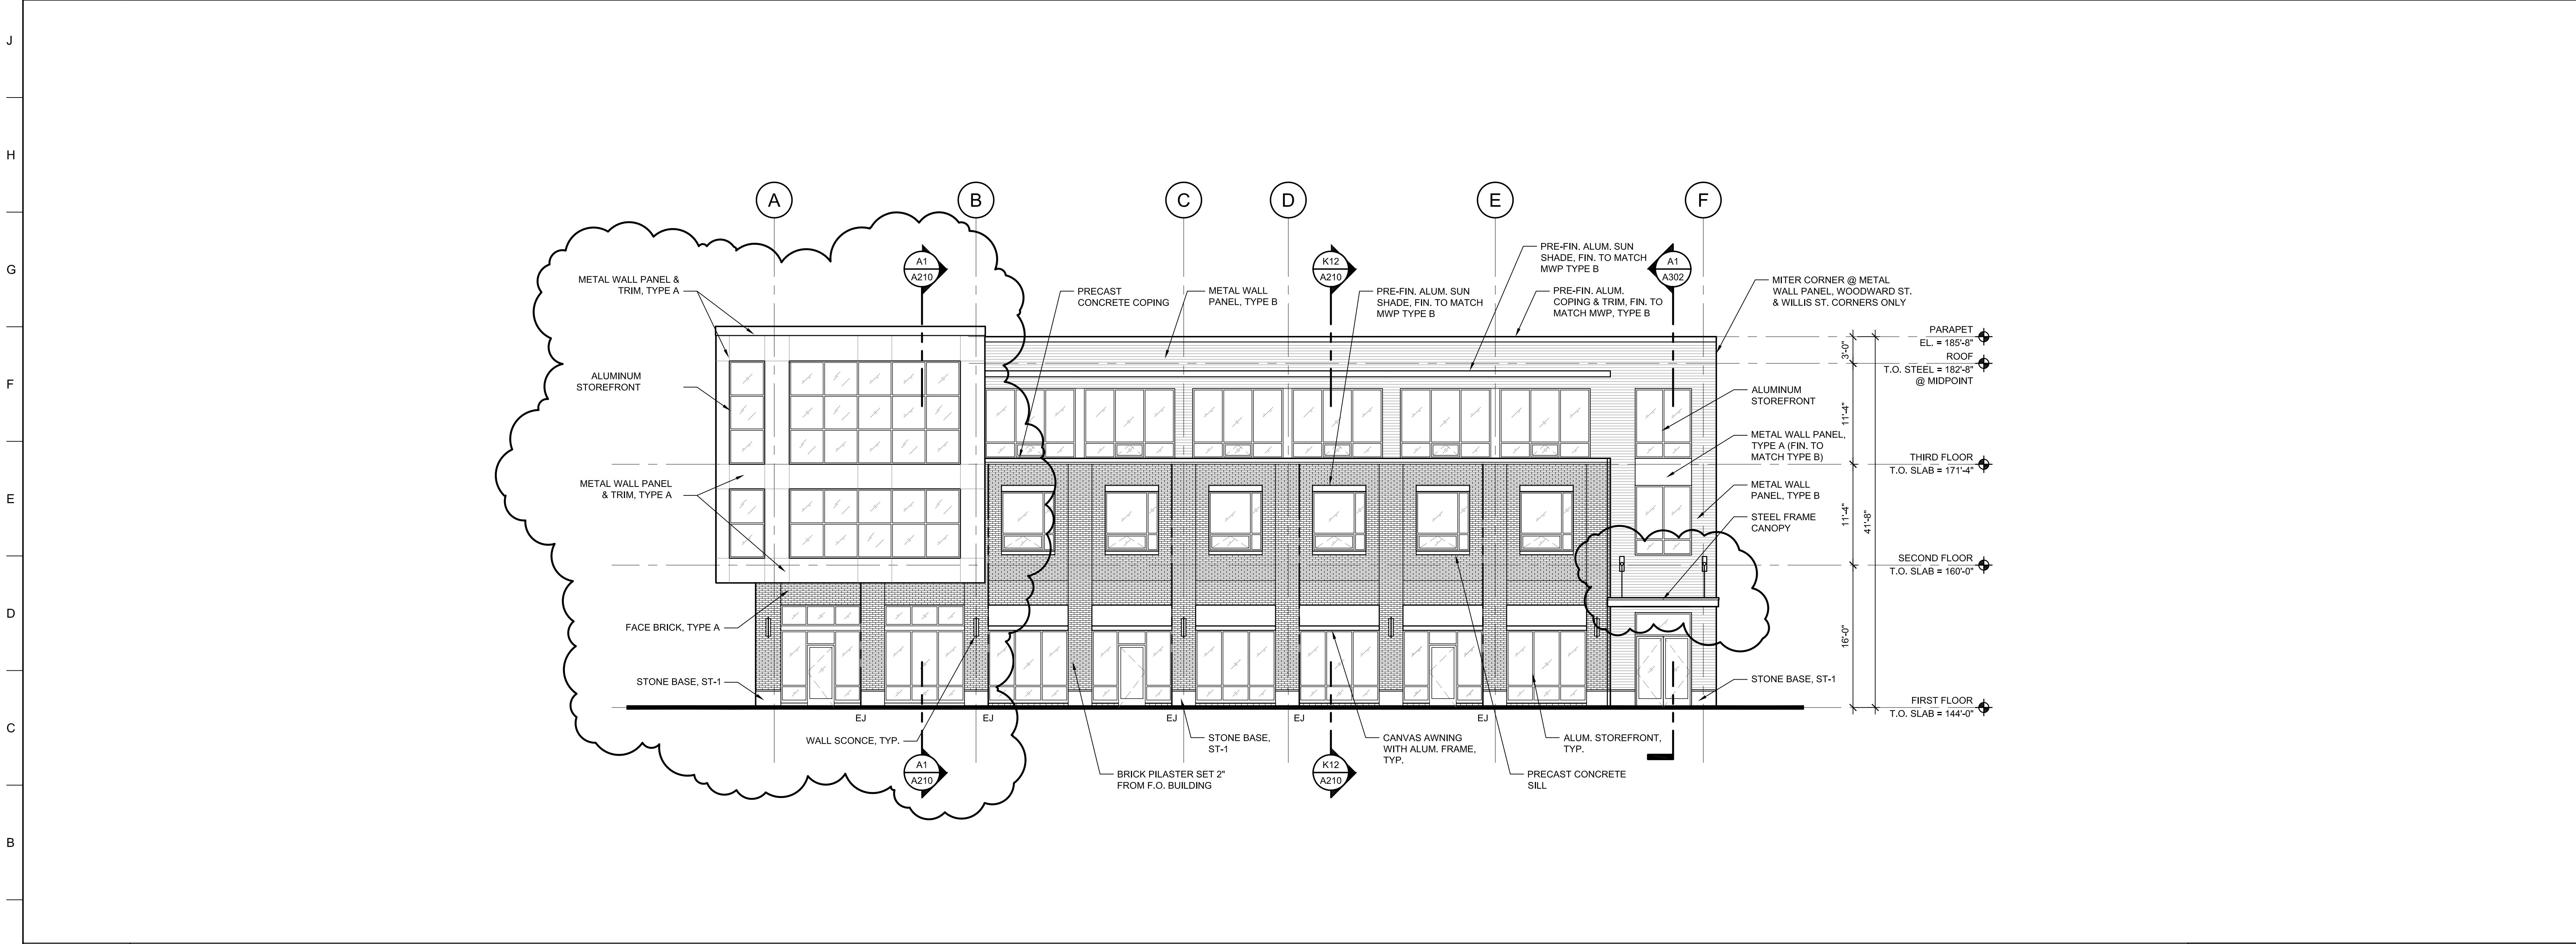 J
H
G
F
E
D
C
B
A
B
C
D
E
F
A1
A210
K12
A210
A1
A302
METAL WALL PANEL &
TRIM, TYPE A
ALUMINUM
STOREFRONT
METAL WALL PANEL
& TRIM, TYPE A
FACE BRICK, TYPE A
STONE BASE, ST-1
PRECAST
CONCRETE COPING
METAL WALL
PANEL, TYPE B
PRE-FIN. ALUM. SUN
SHADE, FIN. TO MATCH
MWP TYPE B
PRE-FIN. ALUM. SUN
SHADE, FIN. TO MATCH
MWP TYPE B
PRE-FIN. ALUM.
COPING & TRIM, FIN. TO
MATCH MWP, TYPE B
MITER CORNER @ METAL
WALL PANEL, WOODWARD ST.
& WILLIS ST. CORNERS ONLY
ALUMINUM
STOREFRONT
METAL WALL PANEL,
TYPE A (FIN. TO
MATCH TYPE B)
METAL WALL
PANEL, TYPE B
STEEL FRAME
CANOPY
STONE BASE, ST-1
3'-0"
11'-4"
11'-4"
16'-0"
41'-8"
PARAPET
EL. = 185'-8"
ROOF
T.O. STEEL = 182'-8"
@ MIDPOINT
THIRD FLOOR
T.O. SLAB = 171'-4"
SECOND FLOOR
T.O. SLAB = 160'-0"
FIRST FLOOR
T.O. SLAB = 144'-0"
EJ
EJ
EJ
EJ
EJ
WALL SCONCE, TYP.
STONE BASE,
ST-1
CANVAS AWNING
WITH ALUM. FRAME,
TYP.
ALUM. STOREFRONT,
TYP.
BRICK PILASTER SET 2"
FROM F.O. BUILDING
PRECAST CONCRETE
SILL
A1
A210
K12
A210